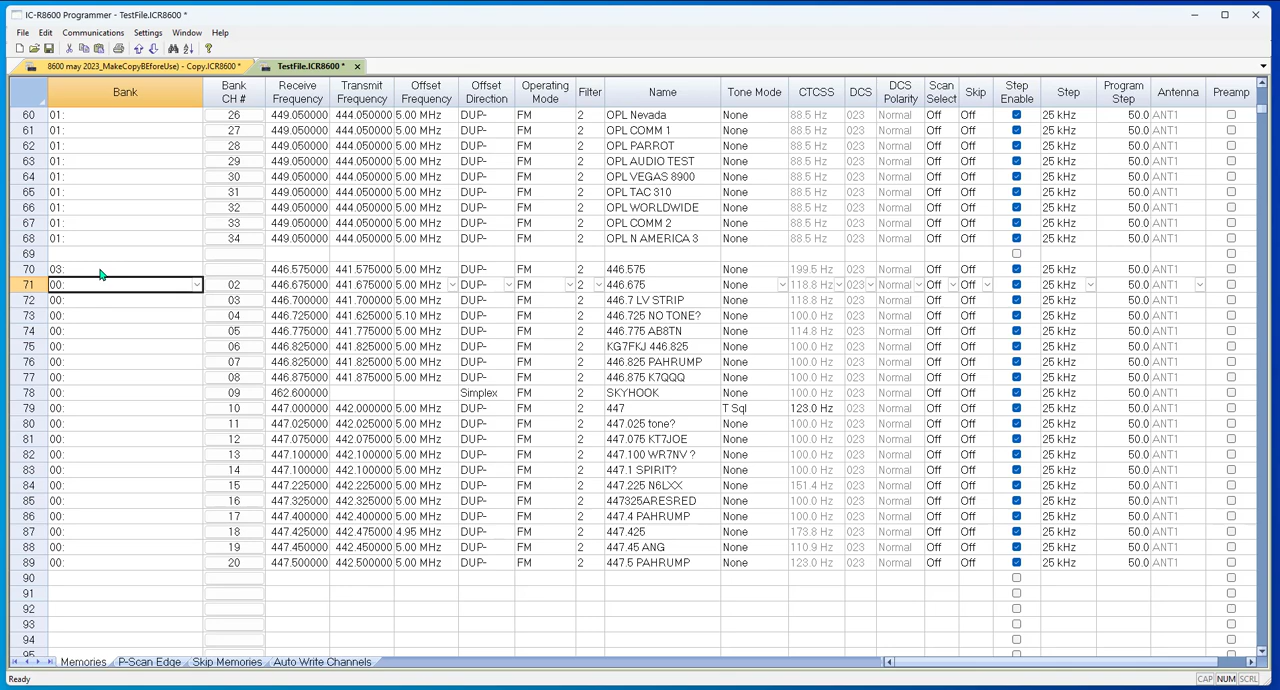 IC-R8600 Programmer - TestFile.ICR8600 *
File Edit Communications Settings Window Help
8600 may 2023_MakeCopyBEforeUse) - Copy.ICR8600 * TestFile.ICR8600 *
Bank Bank CH # Receive Frequency Transmit Frequency Offset Frequency Offset Direction Operating Mode Filter Name Tone Mode CTCSS DCS DCS Polarity Scan Select Skip Step Enable Step Program Step Antenna Preamp
60 01: 26 449.050000 444.050000 5.00 MHz DUP- FM 2 OPL Nevada None 88.5 Hz 023 Normal Off Off 25 kHz 50.0 ANT1
61 01: 27 449.050000 444.050000 5.00 MHz DUP- FM 2 OPL COMM 1 None 88.5 Hz 023 Normal Off Off 25 kHz 50.0 ANT1
62 01: 28 449.050000 444.050000 5.00 MHz DUP- FM 2 OPL PARROT None 88.5 Hz 023 Normal Off Off 25 kHz 50.0 ANT1
63 01: 29 449.050000 444.050000 5.00 MHz DUP- FM 2 OPL AUDIO TEST None 88.5 Hz 023 Normal Off Off 25 kHz 50.0 ANT1
64 01: 30 449.050000 444.050000 5.00 MHz DUP- FM 2 OPL VEGAS 8900 None 88.5 Hz 023 Normal Off Off 25 kHz 50.0 ANT1
65 01: 31 449.050000 444.050000 5.00 MHz DUP- FM 2 OPL TAC 310 None 88.5 Hz 023 Normal Off Off 25 kHz 50.0 ANT1
66 01: 32 449.050000 444.050000 5.00 MHz DUP- FM 2 OPL WORLDWIDE None 88.5 Hz 023 Normal Off Off 25 kHz 50.0 ANT1
67 01: 33 449.050000 444.050000 5.00 MHz DUP- FM 2 OPL COMM 2 None 88.5 Hz 023 Normal Off Off 25 kHz 50.0 ANT1
68 01: 34 449.050000 444.050000 5.00 MHz DUP- FM 2 OPL N AMERICA 3 None 88.5 Hz 023 Normal Off Off 25 kHz 50.0 ANT1
69
70 03: 446.575000 441.575000 5.00 MHz DUP- FM 2 446.575 None 199.5 Hz 023 Normal Off Off 25 kHz 50.0 ANT1
71 00: 02 446.675000 441.675000 5.00 MHz DUP- FM 2 446.675 None 118.8 Hz 023 Normal Off Off 25 kHz 50.0 ANT1
72 00: 03 446.700000 441.700000 5.00 MHz DUP- FM 2 446.7 LV STRIP None 118.8 Hz 023 Normal Off Off 25 kHz 50.0 ANT1
73 00: 04 446.725000 441.625000 5.10 MHz DUP- FM 2 446.725 NO TONE? None 100.0 Hz 023 Normal Off Off 25 kHz 50.0 ANT1
74 00: 05 446.775000 441.775000 5.00 MHz DUP- FM 2 446.775 AB8TN None 114.8 Hz 023 Normal Off Off 25 kHz 50.0 ANT1
75 00: 06 446.825000 441.825000 5.00 MHz DUP- FM 2 KG7FKJ 446.825 None 100.0 Hz 023 Normal Off Off 25 kHz 50.0 ANT1
76 00: 07 446.825000 441.825000 5.00 MHz DUP- FM 2 446.825 PAHRUMP None 100.0 Hz 023 Normal Off Off 25 kHz 50.0 ANT1
77 00: 08 446.875000 441.875000 5.00 MHz DUP- FM 2 446.875 K7QQQ None 100.0 Hz 023 Normal Off Off 25 kHz 50.0 ANT1
78 00: 09 462.600000 Simplex FM 2 SKYHOOK None 100.0 Hz 023 Normal Off Off 25 kHz 50.0 ANT1
79 00: 10 447.000000 442.000000 5.00 MHz DUP- FM 2 447 T Sql 123.0 Hz 023 Normal Off Off 25 kHz 50.0 ANT1
80 00: 11 447.025000 442.025000 5.00 MHz DUP- FM 2 447.025 tone? None 100.0 Hz 023 Normal Off Off 25 kHz 50.0 ANT1
81 00: 12 447.075000 442.075000 5.00 MHz DUP- FM 2 447.075 KT7JOE None 100.0 Hz 023 Normal Off Off 25 kHz 50.0 ANT1
82 00: 13 447.100000 442.100000 5.00 MHz DUP- FM 2 447.100 WR7NV ? None 100.0 Hz 023 Normal Off Off 25 kHz 50.0 ANT1
83 00: 14 447.100000 442.100000 5.00 MHz DUP- FM 2 447.1 SPIRIT? None 100.0 Hz 023 Normal Off Off 25 kHz 50.0 ANT1
84 00: 15 447.225000 442.225000 5.00 MHz DUP- FM 2 447.225 N6LXX None 151.4 Hz 023 Normal Off Off 25 kHz 50.0 ANT1
85 00: 16 447.325000 442.325000 5.00 MHz DUP- FM 2 447325ARESRED None 100.0 Hz 023 Normal Off Off 25 kHz 50.0 ANT1
86 00: 17 447.400000 442.400000 5.00 MHz DUP- FM 2 447.4 PAHRUMP None 100.0 Hz 023 Normal Off Off 25 kHz 50.0 ANT1
87 00: 18 447.425000 442.475000 4.95 MHz DUP- FM 2 447.425 None 173.8 Hz 023 Normal Off Off 25 kHz 50.0 ANT1
88 00: 19 447.450000 442.450000 5.00 MHz DUP- FM 2 447.45 ANG None 110.9 Hz 023 Normal Off Off 25 kHz 50.0 ANT1
89 00: 20 447.500000 442.500000 5.00 MHz DUP- FM 2 447.5 PAHRUMP None 123.0 Hz 023 Normal Off Off 25 kHz 50.0 ANT1
90
91
92
93
94
95
Memories P-Scan Edge Skip Memories Auto Write Channels
Ready CAP NUM SCRL